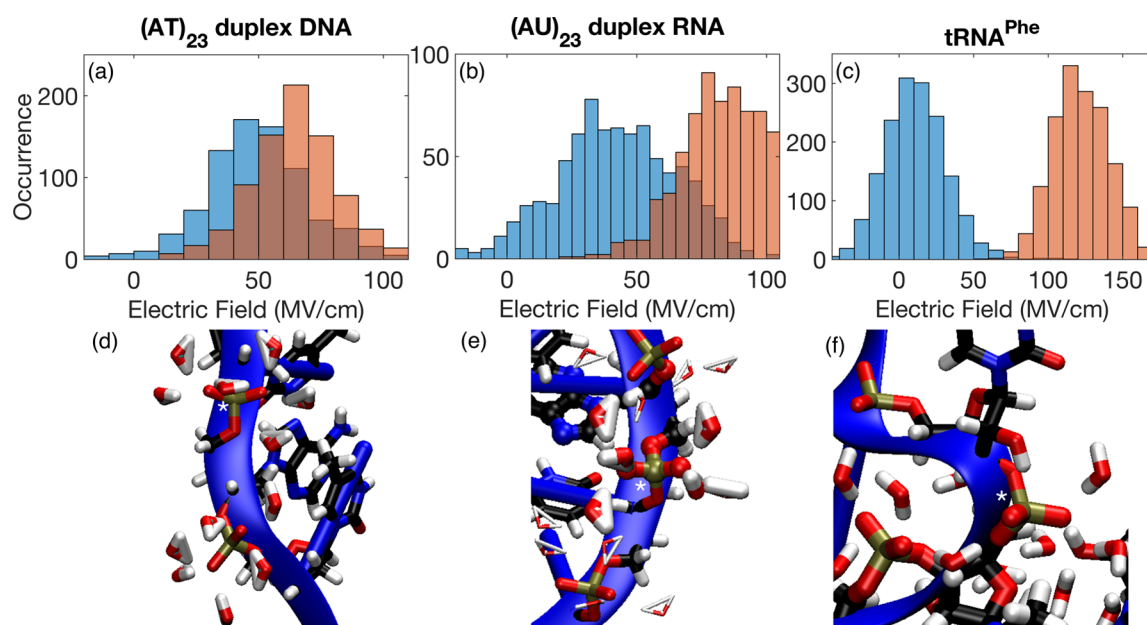 (AT)23 duplex DNA
(AU)23 duplex RNA
tRNAPhe
(a)
200
100
0
Occurrence
0
50
100
Electric Field (MV/cm)
(b)
100
50
0
0
50
100
Electric Field (MV/cm)
(c)
300
200
100
0
0
50
100
150
Electric Field (MV/cm)
(d)
*
(e)
*
(f)
*